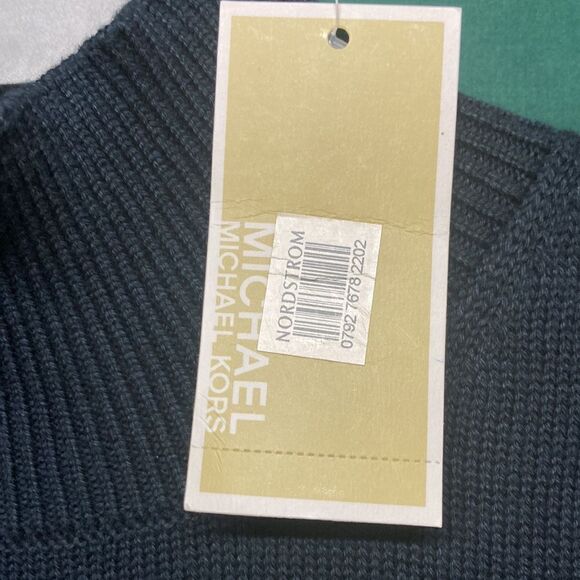 MICHAEL
MICHAEL KORS
NORDSTROM
0792 7678 2202